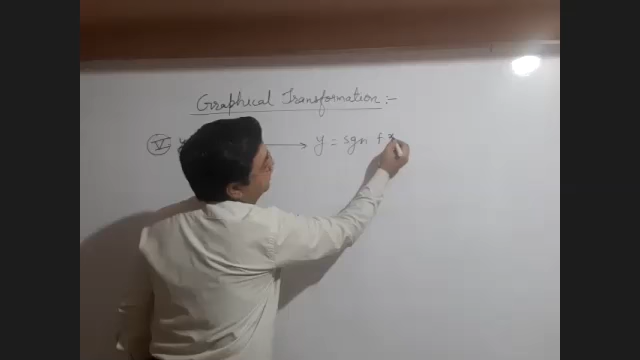 Graphical Transformation :-
V y → y = sgn f x